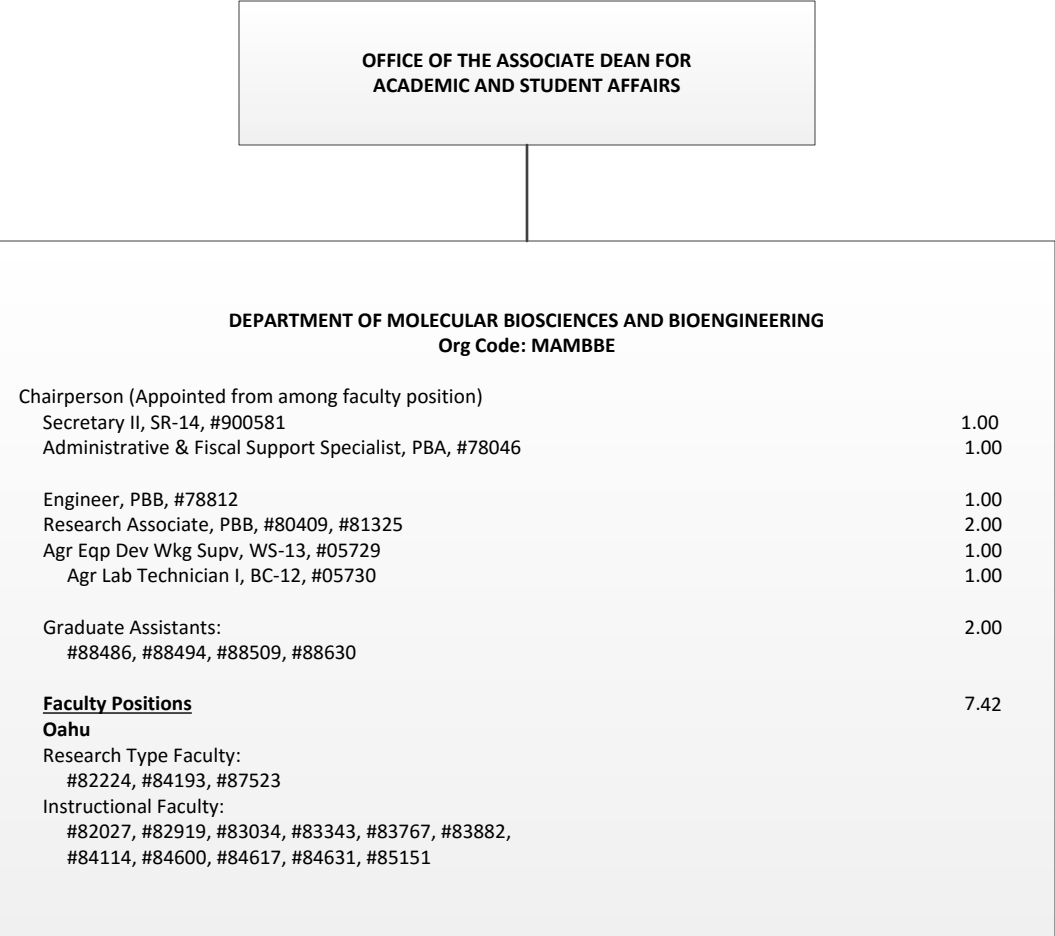 OFFICE OF THE ASSOCIATE DEAN FOR
ACADEMIC AND STUDENT AFFAIRS
DEPARTMENT OF MOLECULAR BIOSCIENCES AND BIOENGINEERING
Org Code: MAMBBE
Chairperson (Appointed from among faculty position)
Secretary II, SR-14, #900581 1.00
Administrative & Fiscal Support Specialist, PBA, #78046 1.00
Engineer, PBB, #78812 1.00
Research Associate, PBB, #80409, #81325 2.00
Agr Eqp Dev Wkg Supv, WS-13, #05729 1.00
Agr Lab Technician I, BC-12, #05730 1.00
Graduate Assistants: 2.00
#88486, #88494, #88509, #88630
Faculty Positions 7.42
Oahu
Research Type Faculty:
#82224, #84193, #87523
Instructional Faculty:
#82027, #82919, #83034, #83343, #83767, #83882,
#84114, #84600, #84617, #84631, #85151